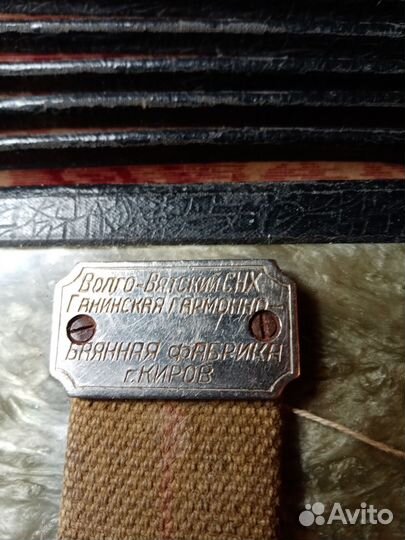 Волго-Вятский СНХ
Ганинская гармонно-
баянная фабрика
г. Киров
Avito